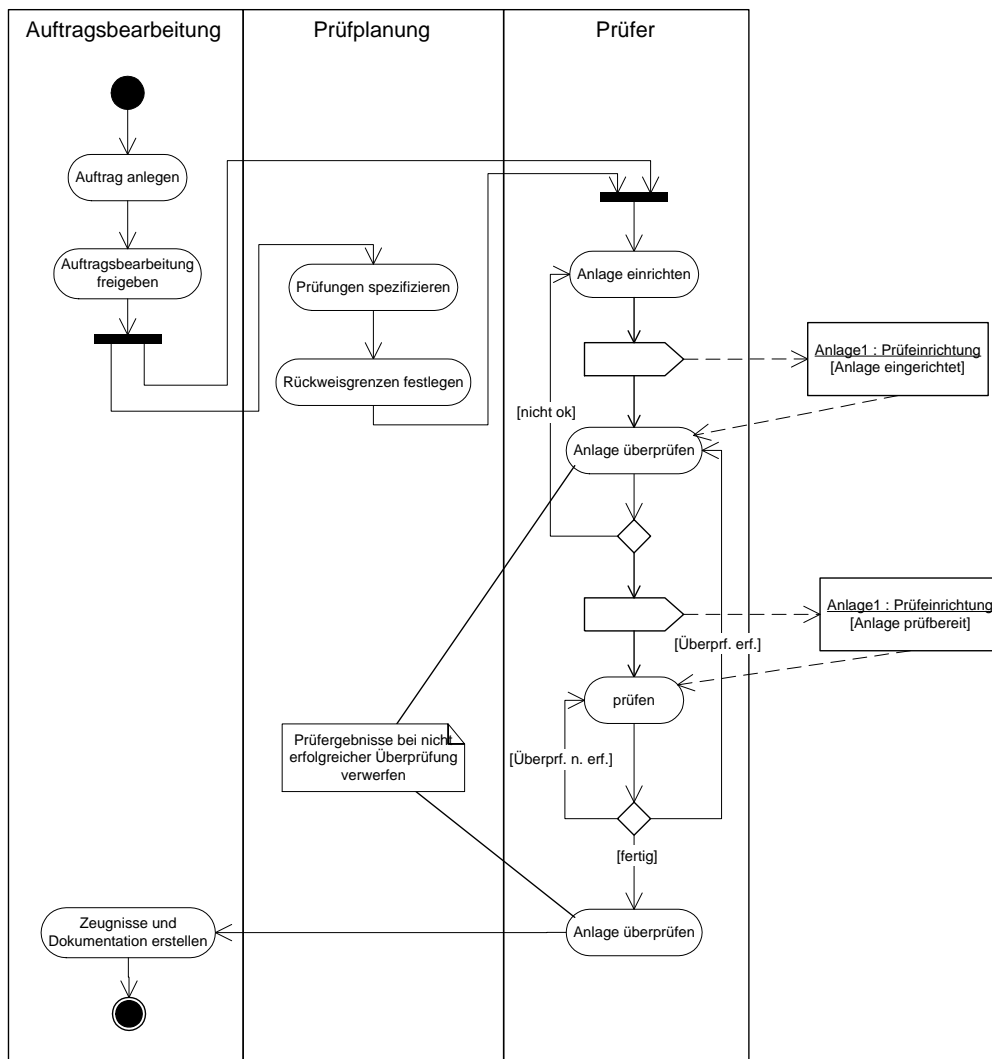 Auftragsbearbeitung
Prüfplanung
Prüfer
Auftrag anlegen
Auftragsbearbeitung
freigeben
Prüfungen spezifizieren
Rückweisgrenzen festlegen
Anlage einrichten
Anlage1 : Prüfeinrichtung
[Anlage eingerichtet]
[nicht ok]
Anlage überprüfen
Anlage1 : Prüfeinrichtung
[Anlage prüfbereit]
[Überprf. erf.]
prüfen
Prüfergebnisse bei nicht
erfolgreicher Überprüfung
verwerfen
[Überprf. n. erf.]
[fertig]
Zeugnisse und
Dokumentation erstellen
Anlage überprüfen